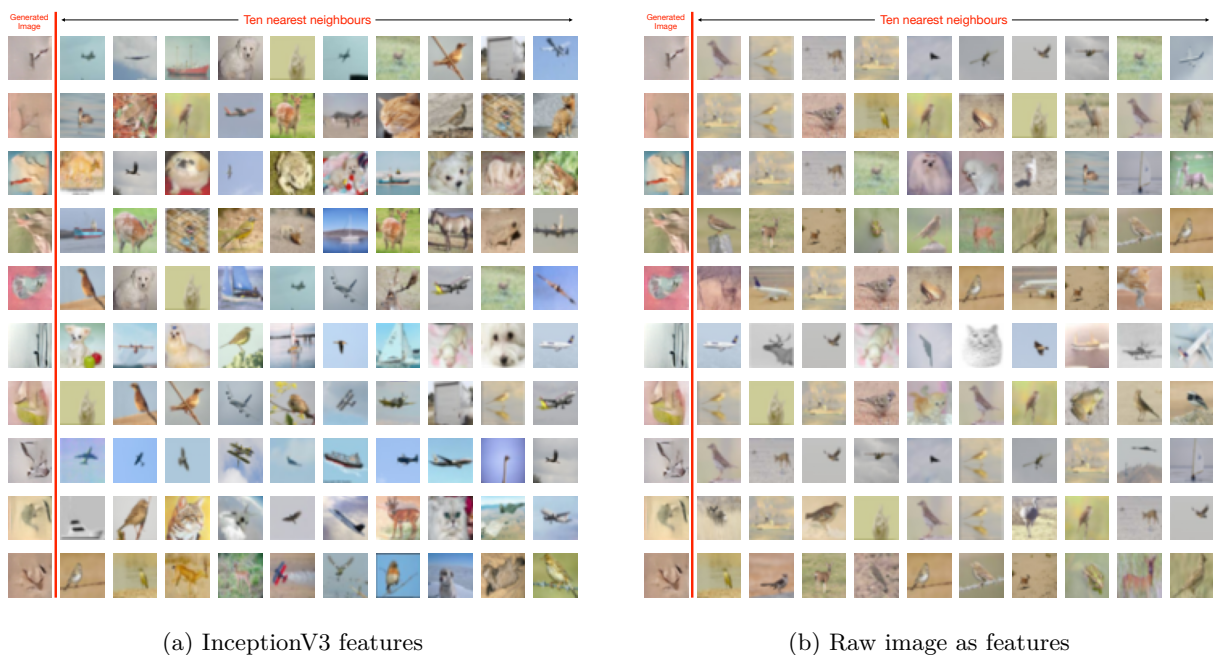 Generated
Image
Ten nearest neighbours
Generated
Image
Ten nearest neighbours
(a) InceptionV3 features
(b) Raw image as features